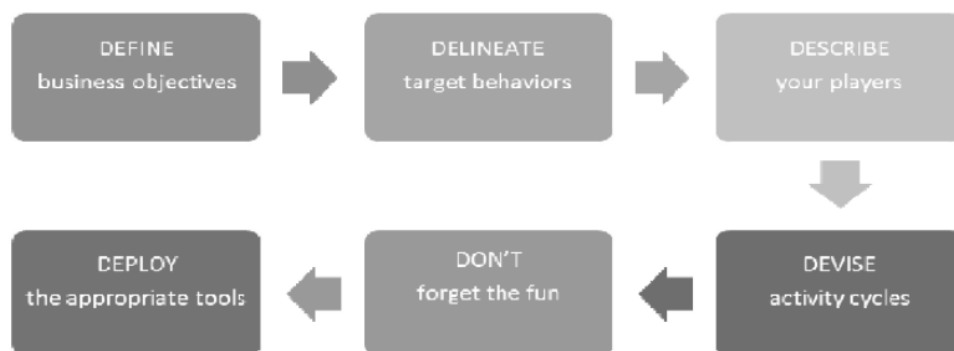 DEFINE
business objectives
DELINEATE
target behaviors
DESCRIBE
your players
DEVISE
activity cycles
DON'T
forget the fun
DEPLOY
the appropriate tools